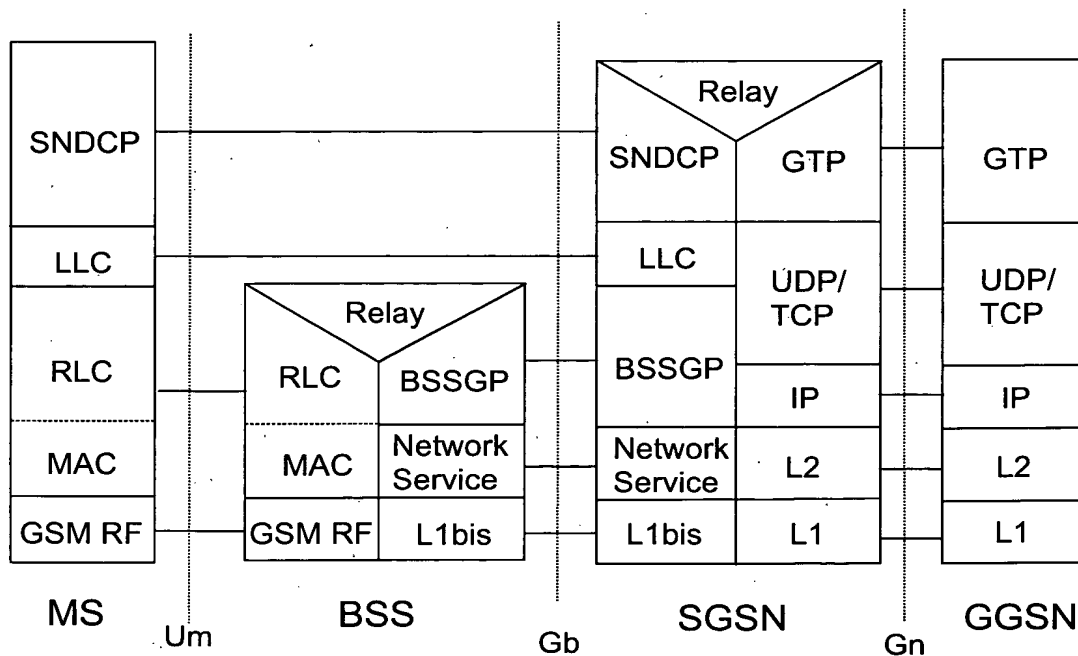 SNDCP
LLC
RLC
MAC
GSM RF
MS
Um
Relay
RLC
BSSGP
MAC
Network
Service
GSM RF
L1bis
BSS
Gb
Relay
SNDCP
GTP
LLC
UDP/
TCP
BSSGP
IP
Network
Service
L2
L1bis
L1
SGSN
Gn
GTP
UDP/
TCP
IP
L2
L1
GGSN